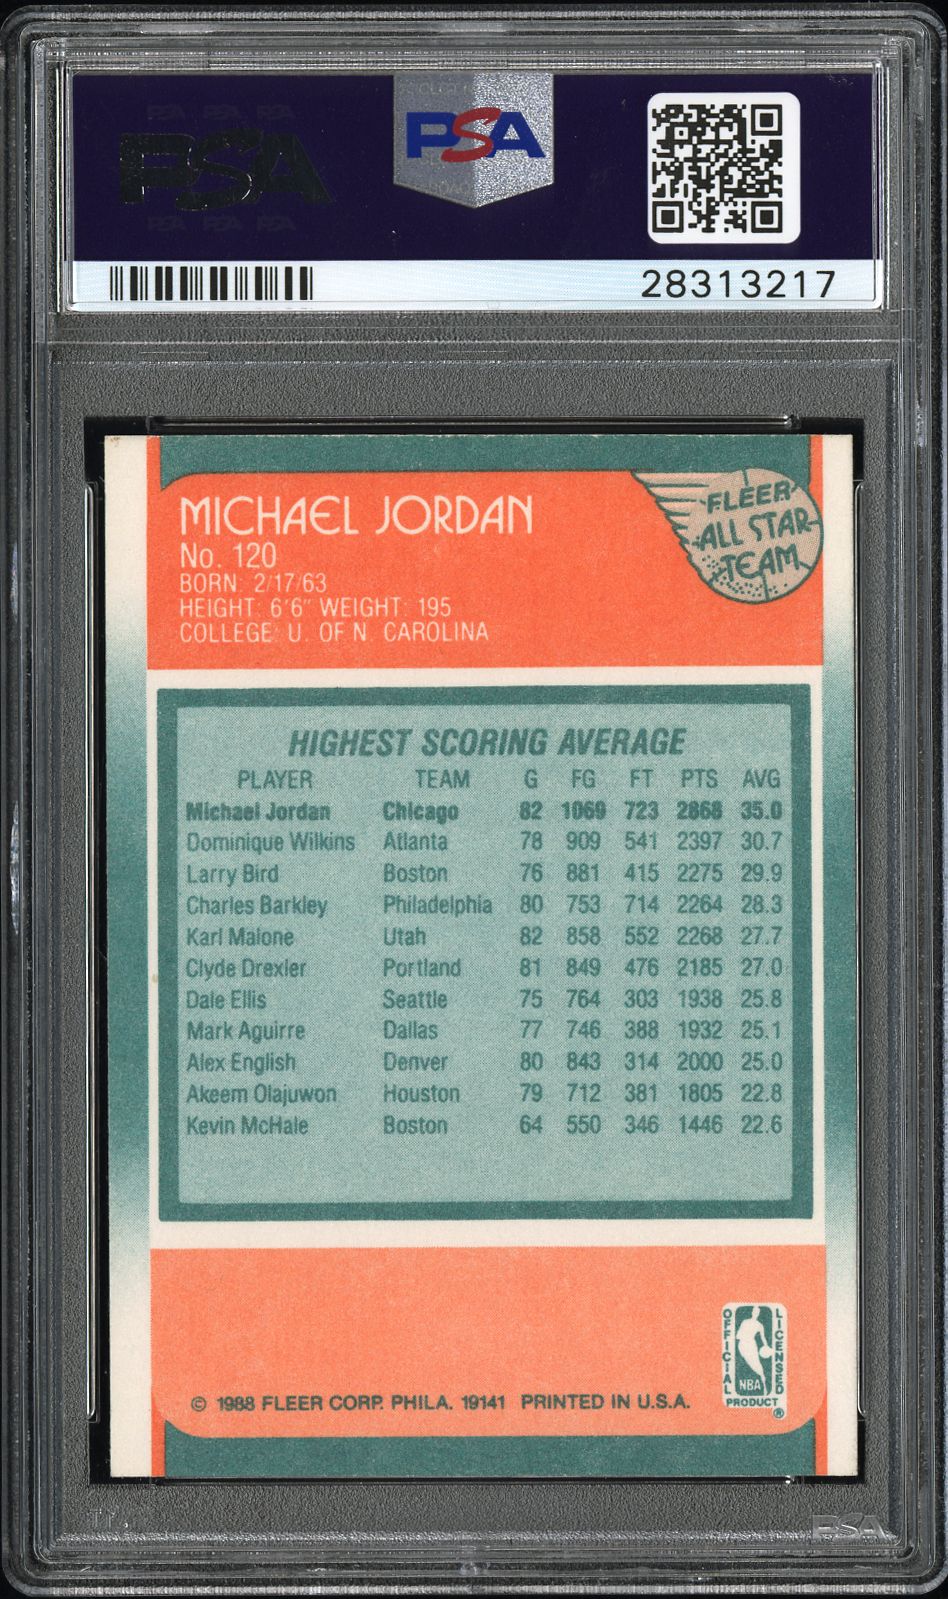 PSA PSA PSA
PSA
PSA PSA PSA
PSA
28313217
MICHAEL JORDAN
No. 120
BORN: 2/17/63
HEIGHT: 6'6" WEIGHT: 195
COLLEGE: U. OF N. CAROLINA
FLEER
ALL STAR
TEAM
HIGHEST SCORING AVERAGE
PLAYER TEAM G FG FT PTS AVG
Michael Jordan Chicago 82 1069 723 2868 35.0
Dominique Wilkins Atlanta 78 909 541 2397 30.7
Larry Bird Boston 76 881 415 2275 29.9
Charles Barkley Philadelphia 80 753 714 2264 28.3
Karl Malone Utah 82 858 552 2268 27.7
Clyde Drexler Portland 81 849 476 2185 27.0
Dale Ellis Seattle 75 764 303 1938 25.8
Mark Aguirre Dallas 77 746 388 1932 25.1
Alex English Denver 80 843 314 2000 25.0
Akeem Olajuwon Houston 79 712 381 1805 22.8
Kevin McHale Boston 64 550 346 1446 22.6
OFFICIAL LICENSED
NBA
PRODUCT ®
© 1988 FLEER CORP. PHILA. 19141 PRINTED IN U.S.A.
PSA